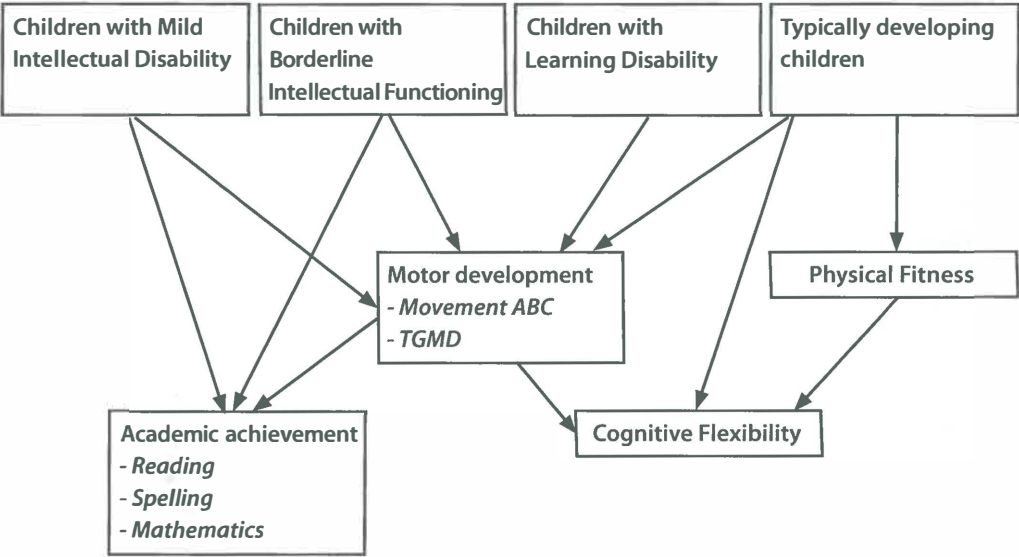 Children with Mild
Intellectual Disability
Children with
Borderline
Intellectual Functioning
Children with
Learning Disability
Typically developing
children
Motor development
- Movement ABC
- TGMD
Physical Fitness
Academic achievement
- Reading
- Spelling
- Mathematics
Cognitive Flexibility